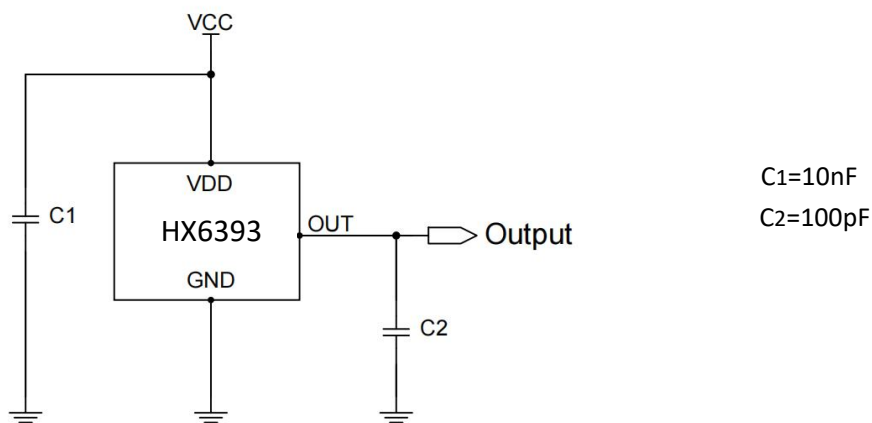 VCC
VDD
C1
HX6393
OUT
Output
GND
C2
C1=10nF
C2=100pF